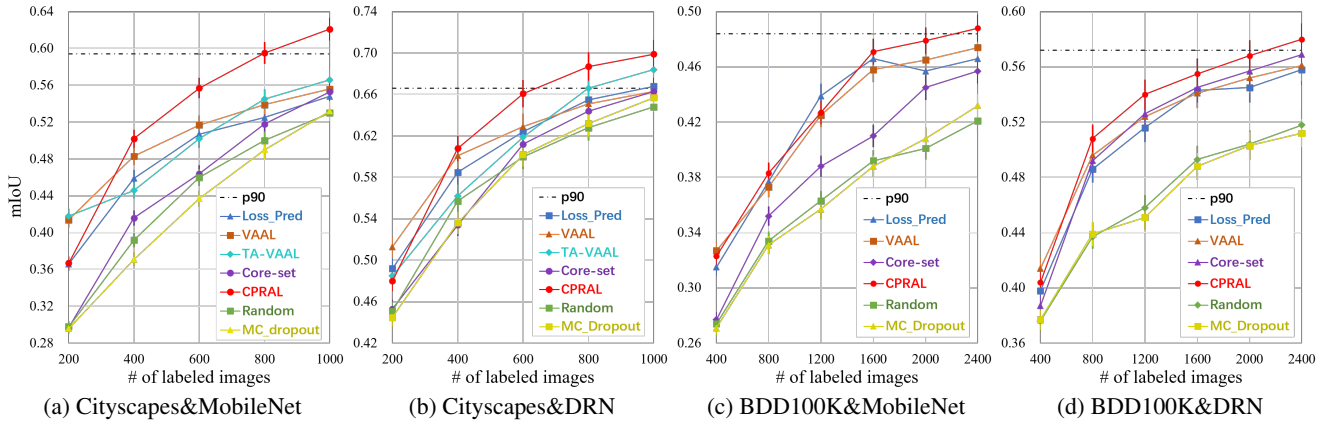 mIoU
0.64
0.60
0.56
0.52
0.48
0.44
0.40
0.36
0.32
0.28
200
400
600
800
1000
# of labeled images
p90
Loss_Pred
VAAL
TA-VAAL
Core-set
CPRAL
Random
MC_dropout
(a) Cityscapes&MobileNet
0.74
0.70
0.66
0.62
0.58
0.54
0.50
0.46
0.42
200
400
600
800
1000
# of labeled images
p90
Loss_Pred
VAAL
TA-VAAL
Core-set
CPRAL
Random
MC_Dropout
(b) Cityscapes&DRN
0.50
0.46
0.42
0.38
0.34
0.30
0.26
400
800
1200
1600
2000
2400
# of labeled images
p90
Loss_Pred
VAAL
Core-set
CPRAL
Random
MC_Dropout
(c) BDD100K&MobileNet
0.60
0.56
0.52
0.48
0.44
0.40
0.36
400
800
1200
1600
2000
2400
# of labeled images
p90
Loss_Pred
VAAL
Core-set
CPRAL
Random
MC_Dropout
(d) BDD100K&DRN